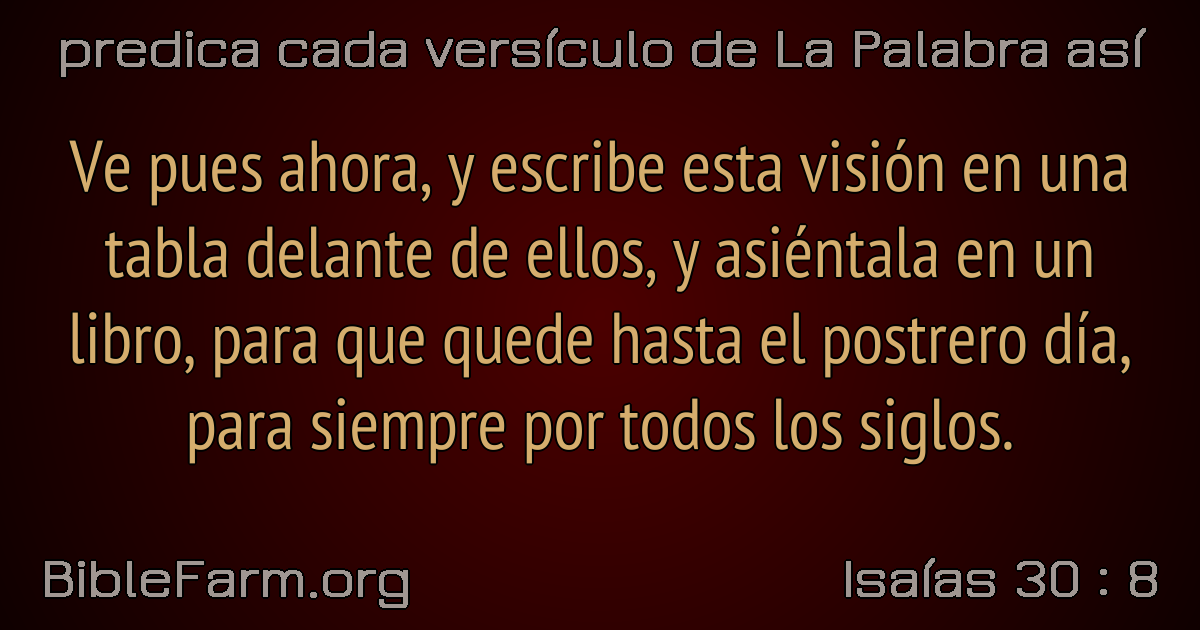 predica cada versículo de La Palabra así
Ve pues ahora, y escribe esta visión en una
tabla delante de ellos, y asiéntala en un
libro, para que quede hasta el postrero día,
para siempre por todos los siglos.
BibleFarm.org
Isaías 30 : 8